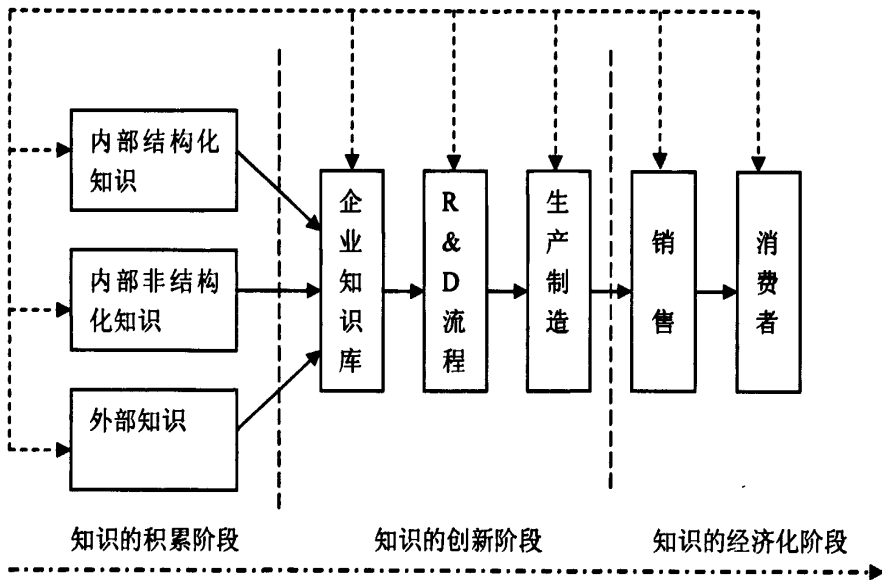 内部结构化
知识
内部非结构
化知识
外部知识
企业知识库
R&D流程
生产制造
销售
消费者
知识的积累阶段
知识的创新阶段
知识的经济化阶段